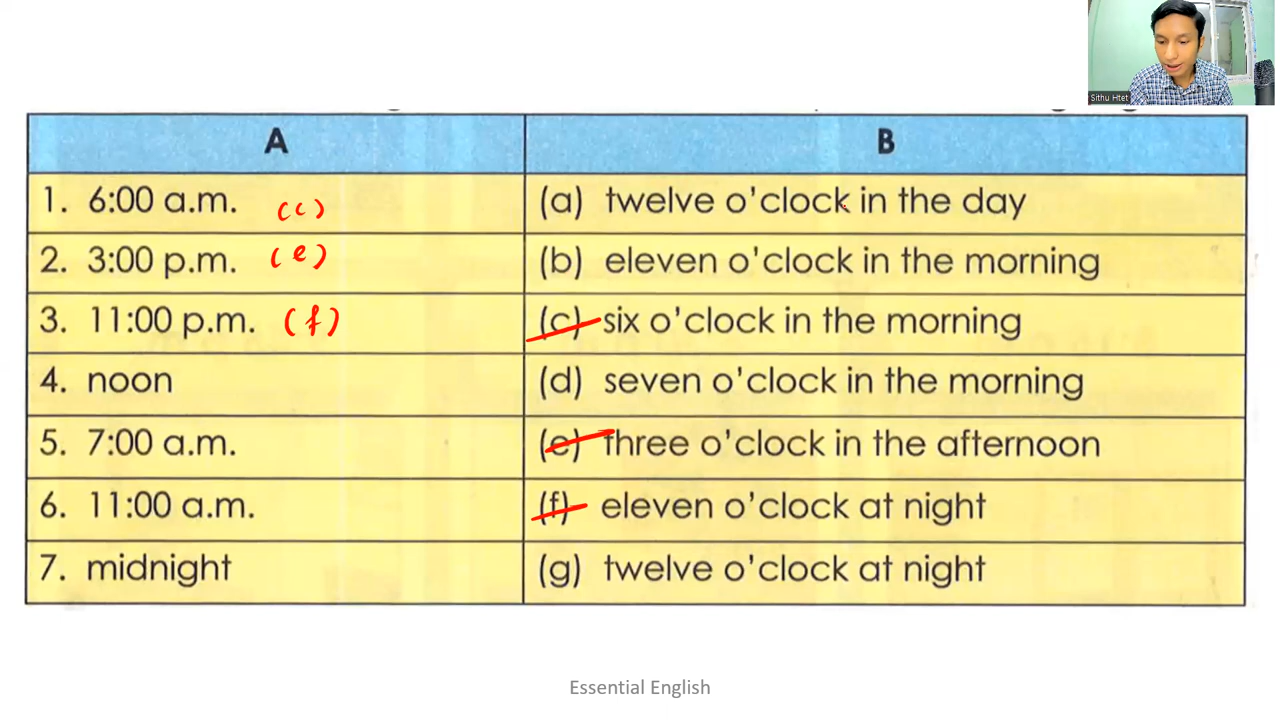 Sithu Htet
A B
1. 6:00 a.m. (c) (a) twelve o'clock in the day
2. 3:00 p.m. (e) (b) eleven o'clock in the morning
3. 11:00 p.m. (f) (c) six o'clock in the morning
4. noon (d) seven o'clock in the morning
5. 7:00 a.m. (e) three o'clock in the afternoon
6. 11:00 a.m. (f) eleven o'clock at night
7. midnight (g) twelve o'clock at night
Essential English